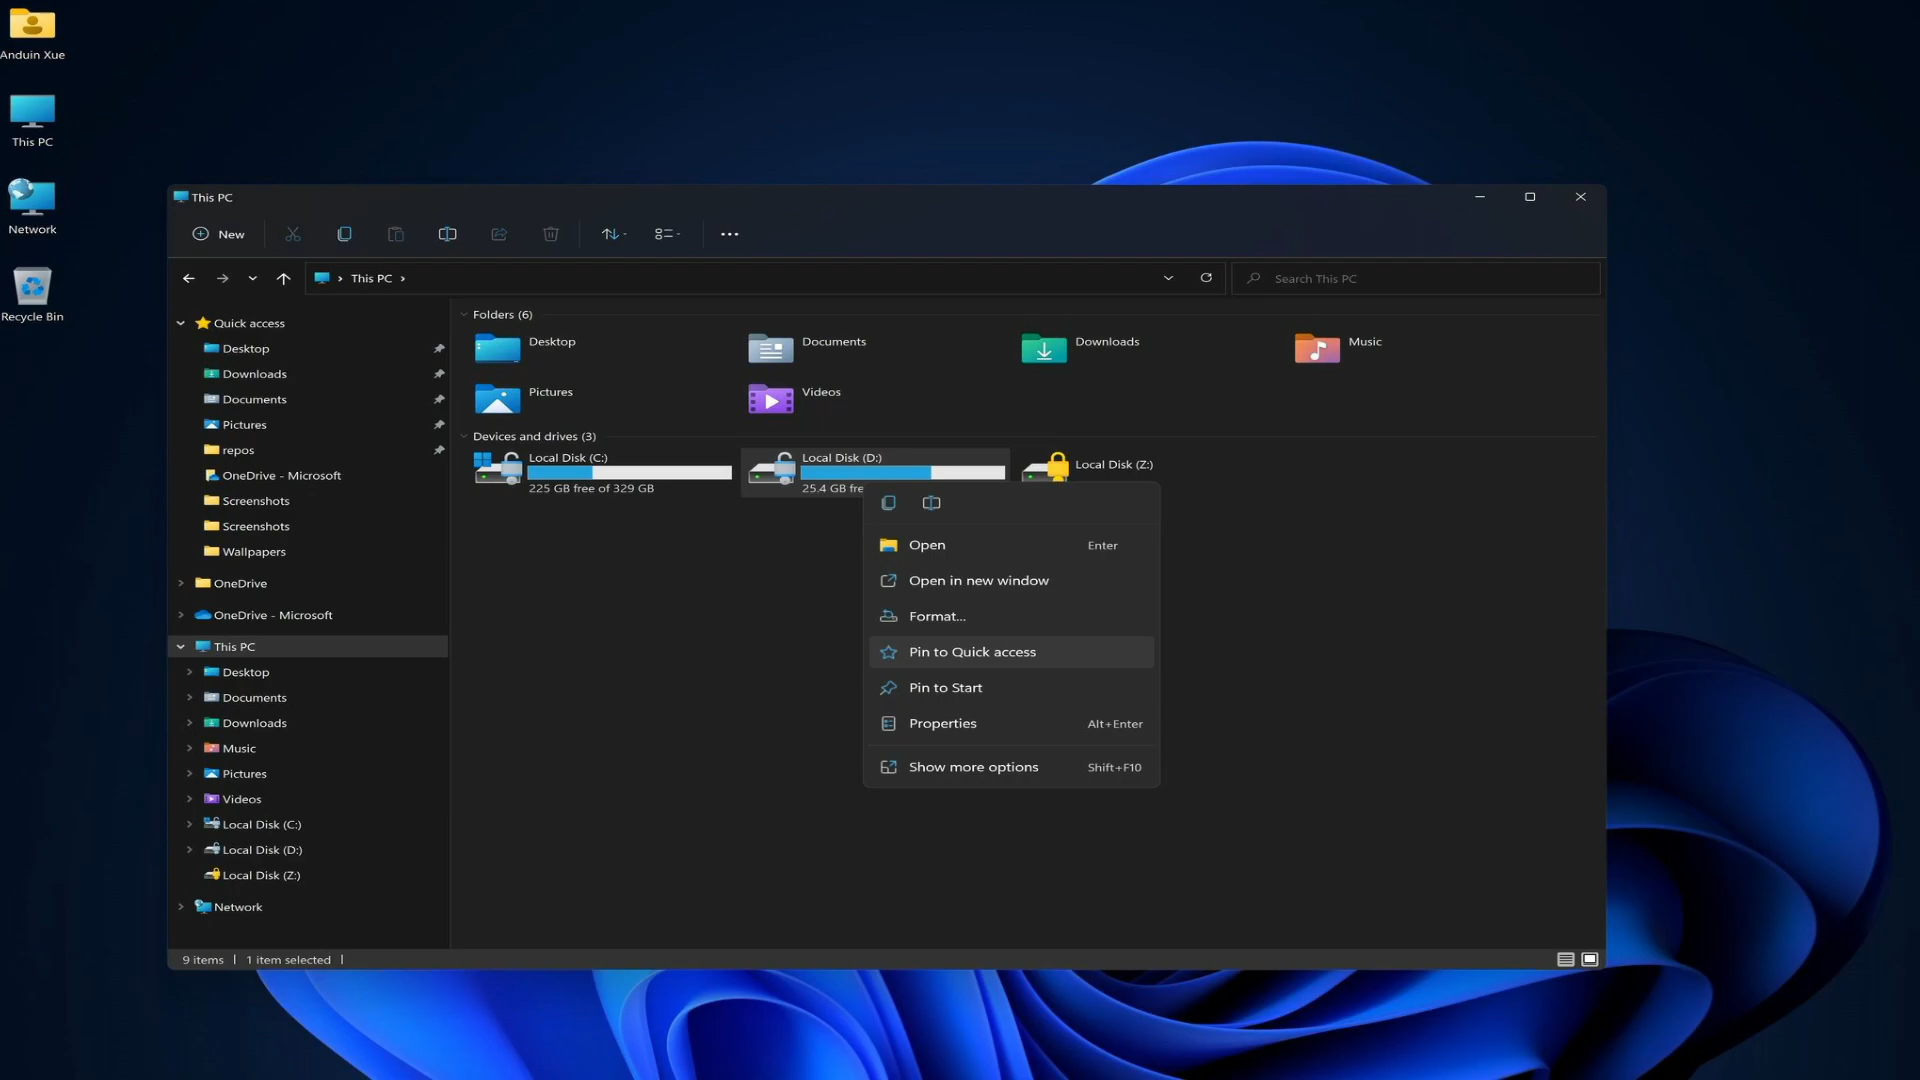 Anduin Xue
This PC
Network
Recycle Bin
This PC
New
This PC
Search This PC
Quick access
Desktop
Downloads
Documents
Pictures
repos
OneDrive - Microsoft
Screenshots
Screenshots
Wallpapers
OneDrive
OneDrive - Microsoft
This PC
Desktop
Documents
Downloads
Music
Pictures
Videos
Local Disk (C:)
Local Disk (D:)
Local Disk (Z:)
Network
Folders (6)
Desktop
Documents
Downloads
Music
Pictures
Videos
Devices and drives (3)
Local Disk (C:)
225 GB free of 329 GB
Local Disk (D:)
25.4 GB fre
Local Disk (Z:)
Open Enter
Open in new window
Format...
Pin to Quick access
Pin to Start
Properties Alt+Enter
Show more options Shift+F10
9 items
1 item selected